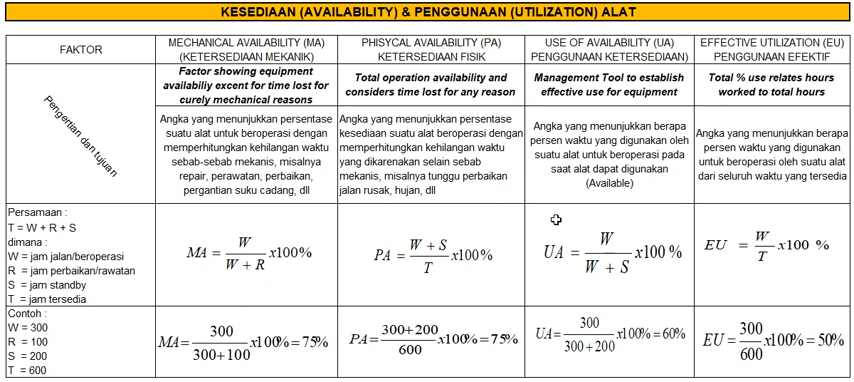 KESEDIAAN (AVAILABILITY) & PENGGUNAAN (UTILIZATION) ALAT
FAKTOR
MECHANICAL AVAILABILITY (MA)
(KETERSEDIAAN MEKANIK)
PHISYCAL AVAILABILITY (PA)
KETERSEDIAAN FISIK
USE OF AVAILABILITY (UA)
PENGGUNAAN KETERSEDIAAN)
EFFECTIVE UTILIZATION (EU)
PENGGUNAAN EFEKTIF
Pengertian dan tujuan
Factor showing equipment
availabiliy excent for time lost for
curely mechanical reasons
Total operation availability and
considers time lost for any reason
Management Tool to establish
effective use for equipment
Total % use relates hours
worked to total hours
Angka yang menunjukkan persentase
suatu alat untuk beroperasi dengan
memperhitungkan kehilangan waktu
sebab-sebab mekanis, misalnya
repair, perawatan, perbaikan,
pergantian suku cadang, dll
Angka yang menunjukkan persentase
kesediaan suatu alat beroperasi dengan
memperhitungkan kehilangan waktu
yang dikarenakan selain sebab
mekanis, misalnya tunggu perbaikan
jalan rusak, hujan, dll
Angka yang menunjukkan berapa
persen waktu yang digunakan oleh
suatu alat untuk beroperasi pada
saat alat dapat digunakan
(Available)
Angka yang menunjukkan berapa
persen waktu yang digunakan
untuk beroperasi oleh suatu alat
dari seluruh waktu yang tersedia
Persamaan :
T = W + R + S
dimana :
W = jam jalan/beroperasi
R = jam perbaikan/rawatan
S = jam standby
T = jam tersedia
MA = W / (W + R) x100%
PA = (W + S) / T x100%
UA = W / (W + S) x100 %
EU = W / T x100 %
Contoh :
W = 300
R = 100
S = 200
T = 600
MA = 300 / (300+100) x100% = 75%
PA = (300+200) / 600 x100% = 75%
UA = 300 / (300+200) x100% = 60%
EU = 300 / 600 x100% = 50%